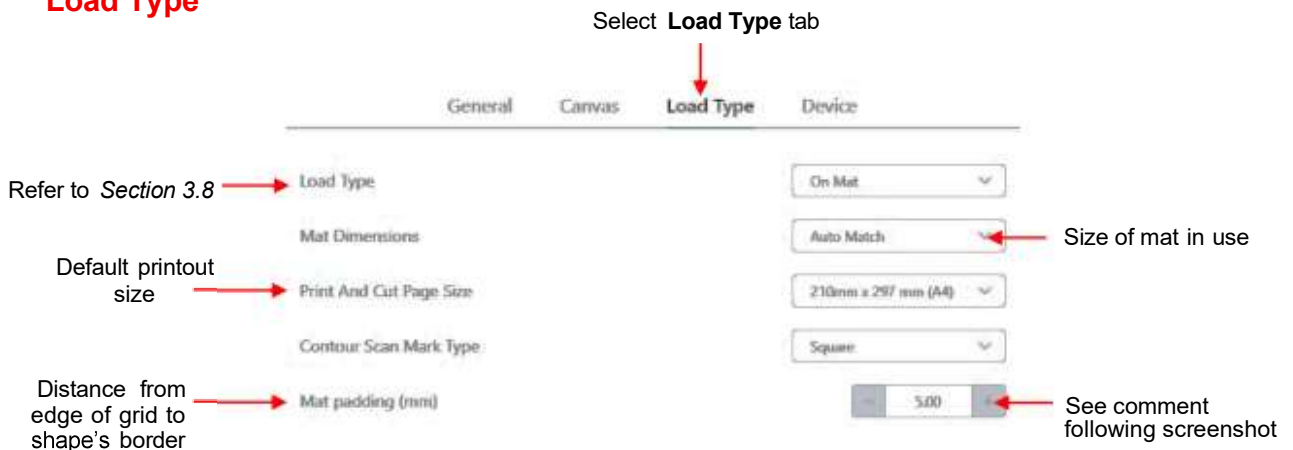 Load Type
Select Load Type tab
General Canvas Load Type Device
Refer to Section 3.8
Load Type
On Mat
Mat Dimensions
Auto Match
Size of mat in use
Default printout
size
Print And Cut Page Size
210mm x 297 mm (A4)
Contour Scan Mark Type
Square
Distance from
edge of grid to
shape's border
Mat padding (mm)
5.00
See comment
following screenshot